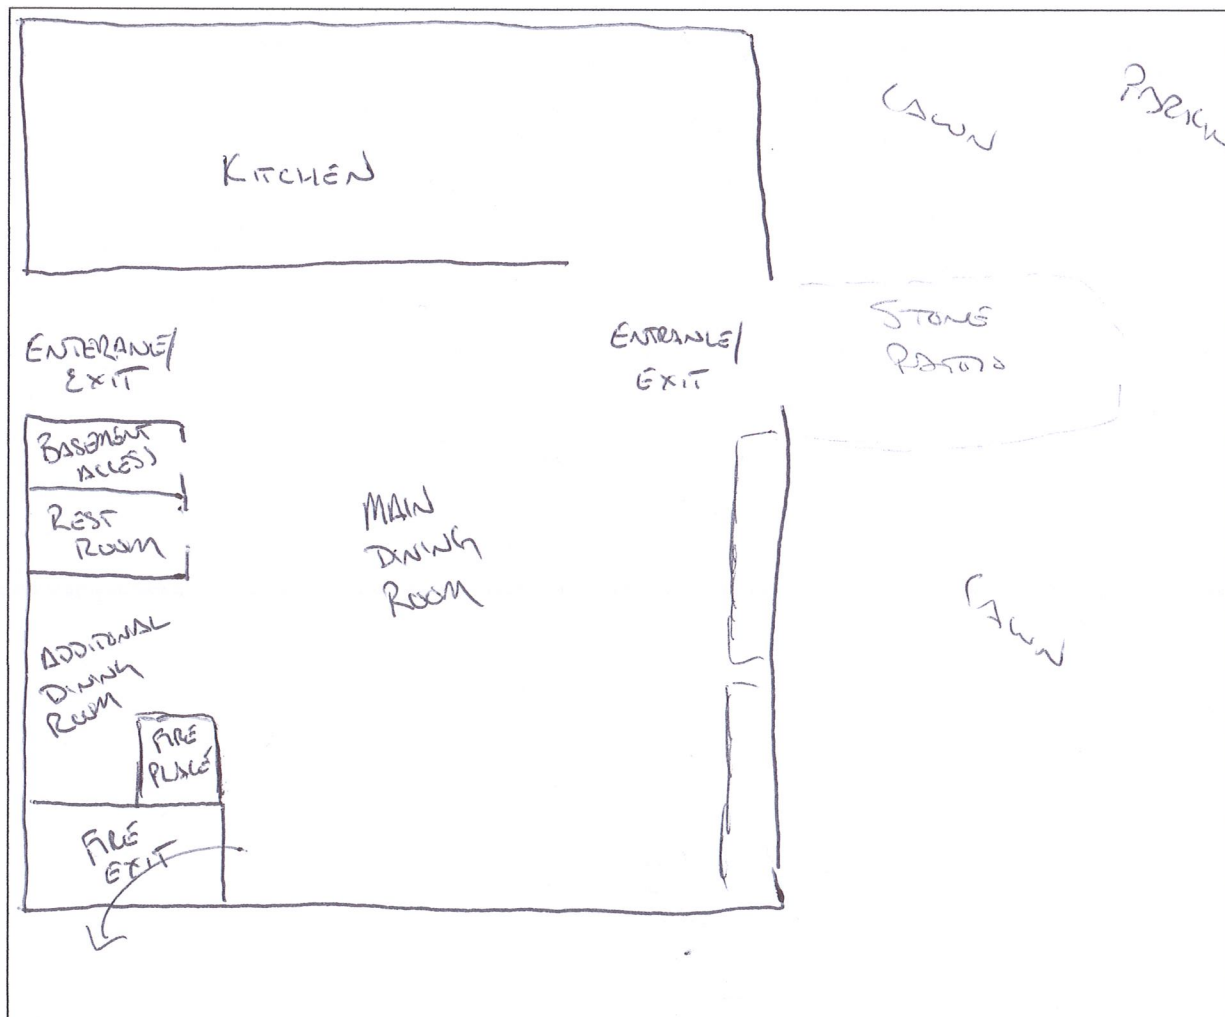 KITCHEN
LAWN
ENTERANCE/
EXIT
ENTRANCE/
EXIT
STONE
PATIO
BASEMENT
ACCESS
REST
ROOM
MAIN
DINING
ROOM
LAWN
ADDITONAL
DINING
ROOM
FIRE
PLACE
FIRE
EXIT